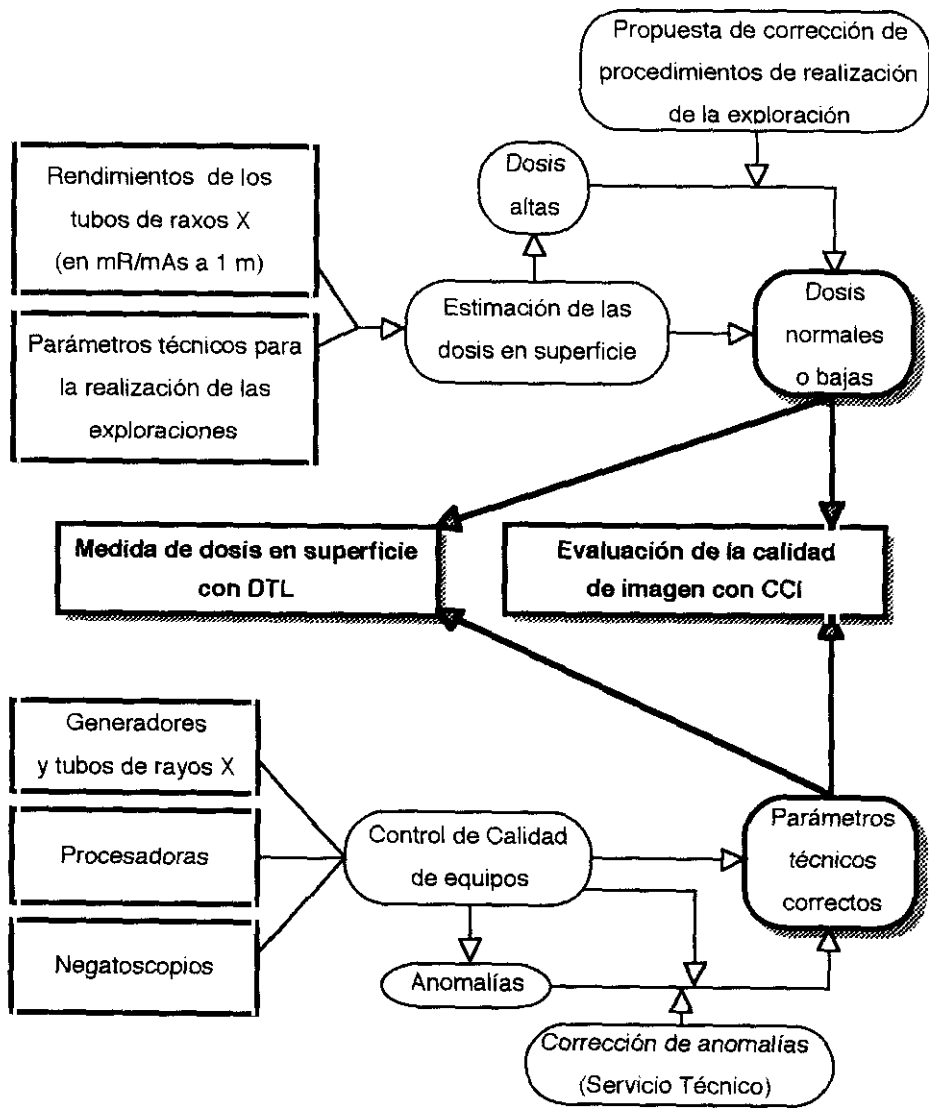 Propuesta de corrección de
procedimientos de realización
de la exploración
Rendimientos de los
tubos de raxos X
(en mR/mAs a 1 m)
Dosis
altas
Parámetros técnicos para
la realización de las
exploraciones
Estimación de las
dosis en superficie
Dosis
normales
o bajas
Medida de dosis en superficie
con DTL
Evaluación de la calidad
de imagen con CCI
Generadores
y tubos de rayos X
Procesadoras
Negatoscopios
Control de Calidad
de equipos
Parámetros
técnicos
correctos
Anomalías
Corrección de anomalías
(Servicio Técnico)